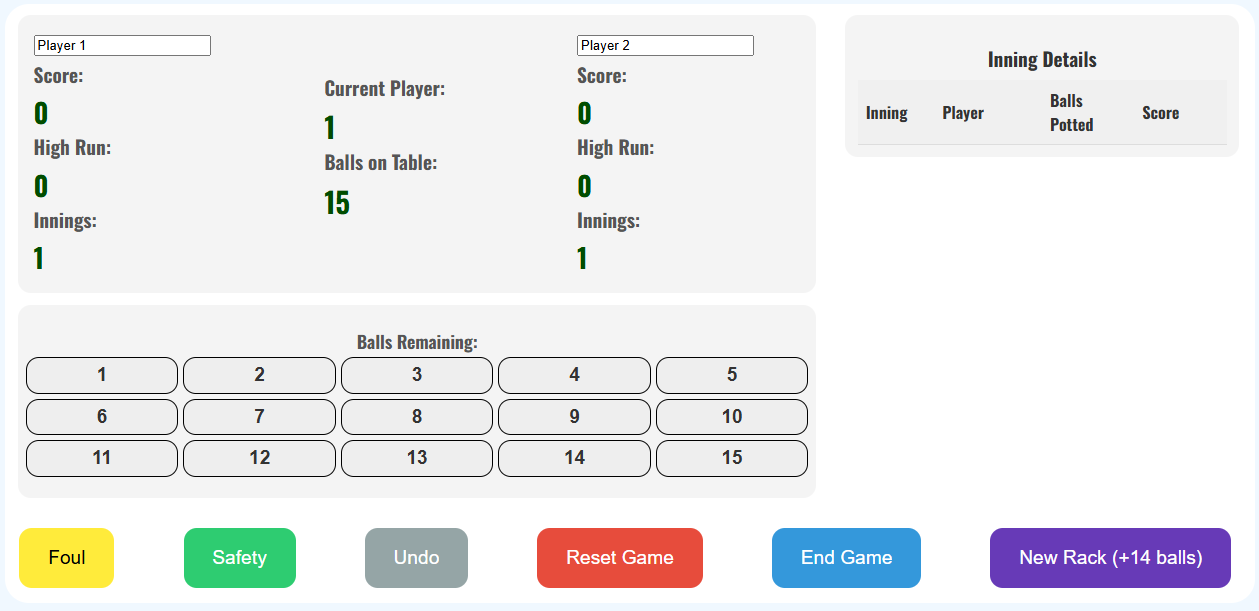 Player 1
Score:
0
High Run:
0
Innings:
1
Current Player:
1
Balls on Table:
15
Player 2
Score:
0
High Run:
0
Innings:
1
Inning Details
Inning Player Balls Potted Score
Balls Remaining:
1 2 3 4 5
6 7 8 9 10
11 12 13 14 15
Foul Safety Undo Reset Game End Game New Rack (+14 balls)